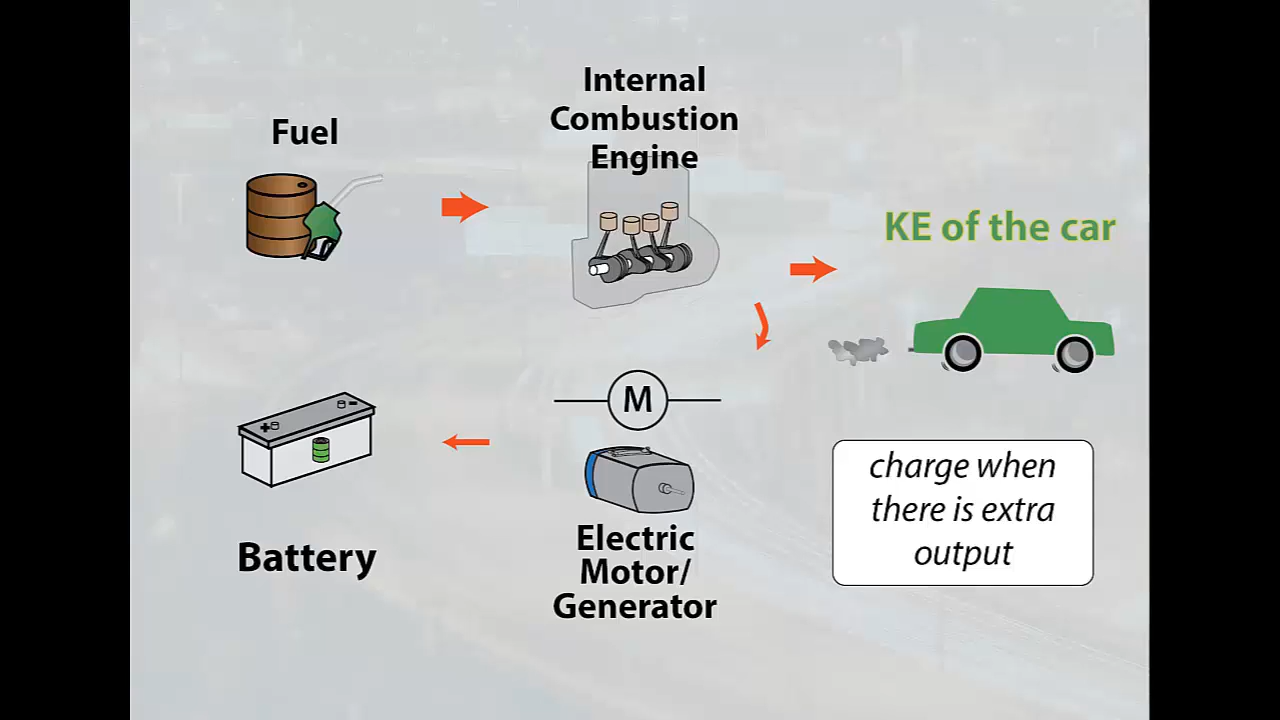 Fuel
Internal
Combustion
Engine
KE of the car
M
+ -
Battery
Electric
Motor/
Generator
charge when
there is extra
output